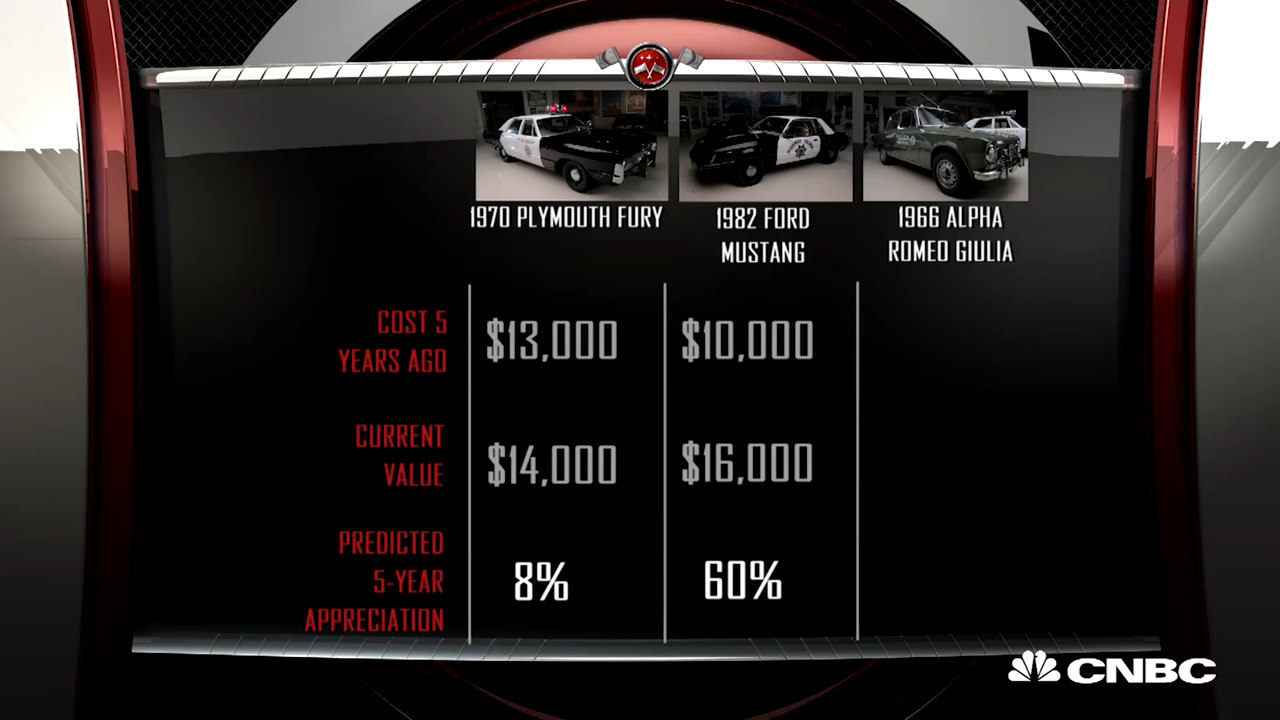 1970 PLYMOUTH FURY
1982 FORD
MUSTANG
1966 ALPHA
ROMEO GIULIA
COST 5
YEARS AGO
$13,000
$10,000
CURRENT
VALUE
$14,000
$16,000
PREDICTED
5-YEAR
APPRECIATION
8%
60%
CNBC